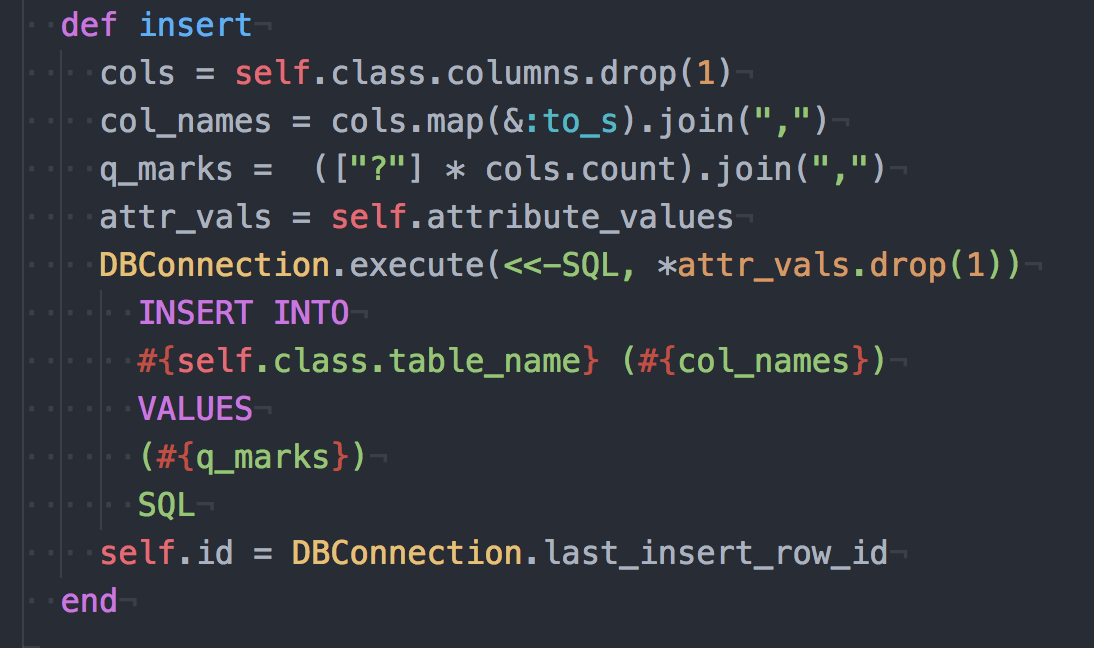 def insert
cols = self.class.columns.drop(1)
col_names = cols.map(&:to_s).join(",")
q_marks =  (["?"] * cols.count).join(",")
attr_vals = self.attribute_values
DBConnection.execute(<<-SQL, *attr_vals.drop(1))
INSERT INTO
#{self.class.table_name} (#{col_names})
VALUES
(#{q_marks})
SQL
self.id = DBConnection.last_insert_row_id
end